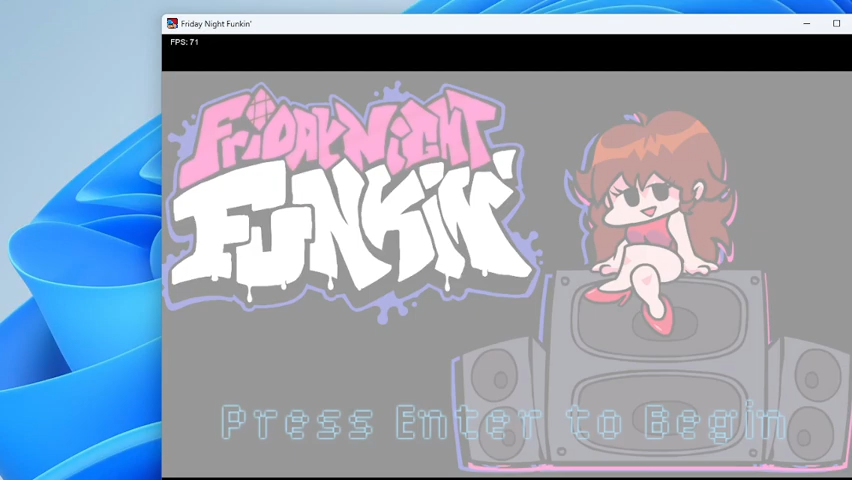 Friday Night Funkin'
FPS: 71
FRiDAY NiGHT
FUNKiN'
Press Enter to Begin